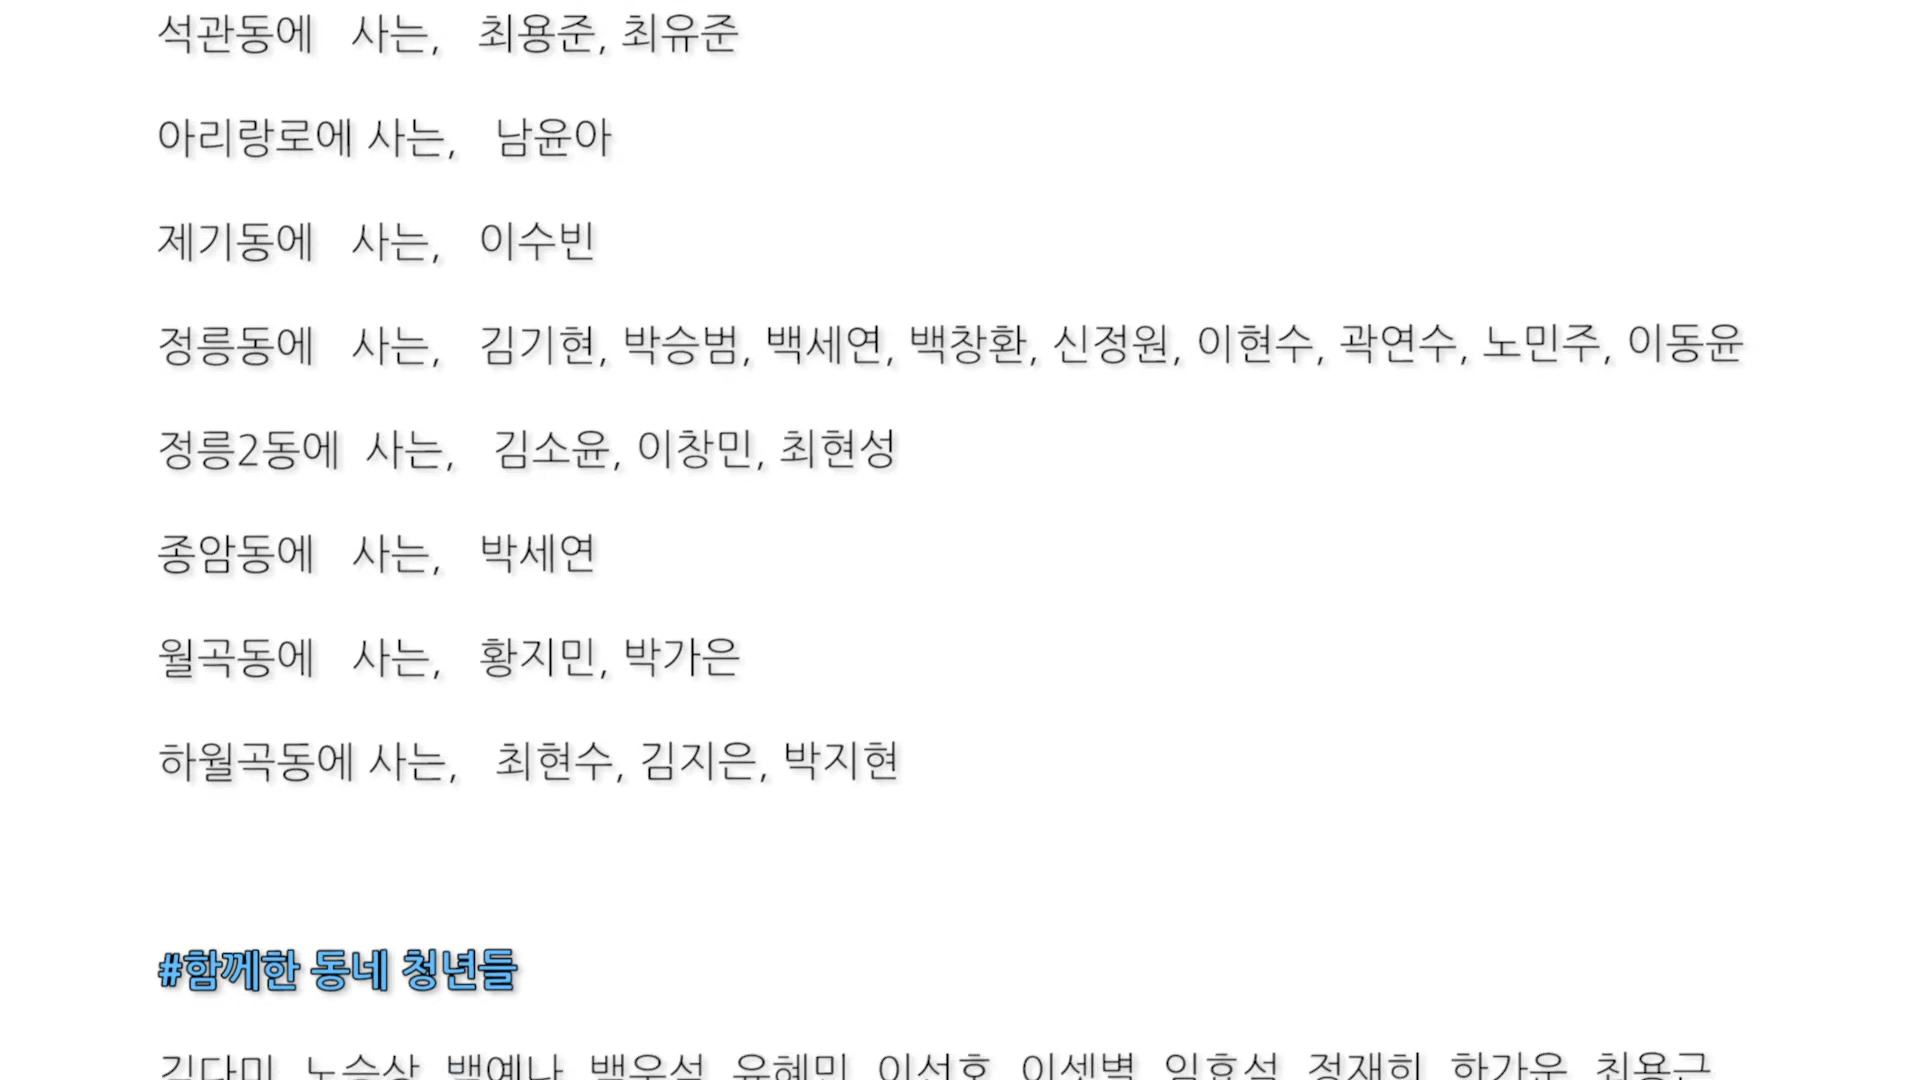 석관동에 사는, 최용준, 최유준
아리랑로에 사는, 남윤아
제기동에 사는, 이수빈
정릉동에 사는, 김기현, 박승범, 백세연, 백창환, 신정원, 이현수, 곽연수, 노민주, 이동윤
정릉2동에 사는, 김소윤, 이창민, 최현성
종암동에 사는, 박세연
월곡동에 사는, 황지민, 박가은
하월곡동에 사는, 최현수, 김지은, 박지현
#함께한 동네 청년들